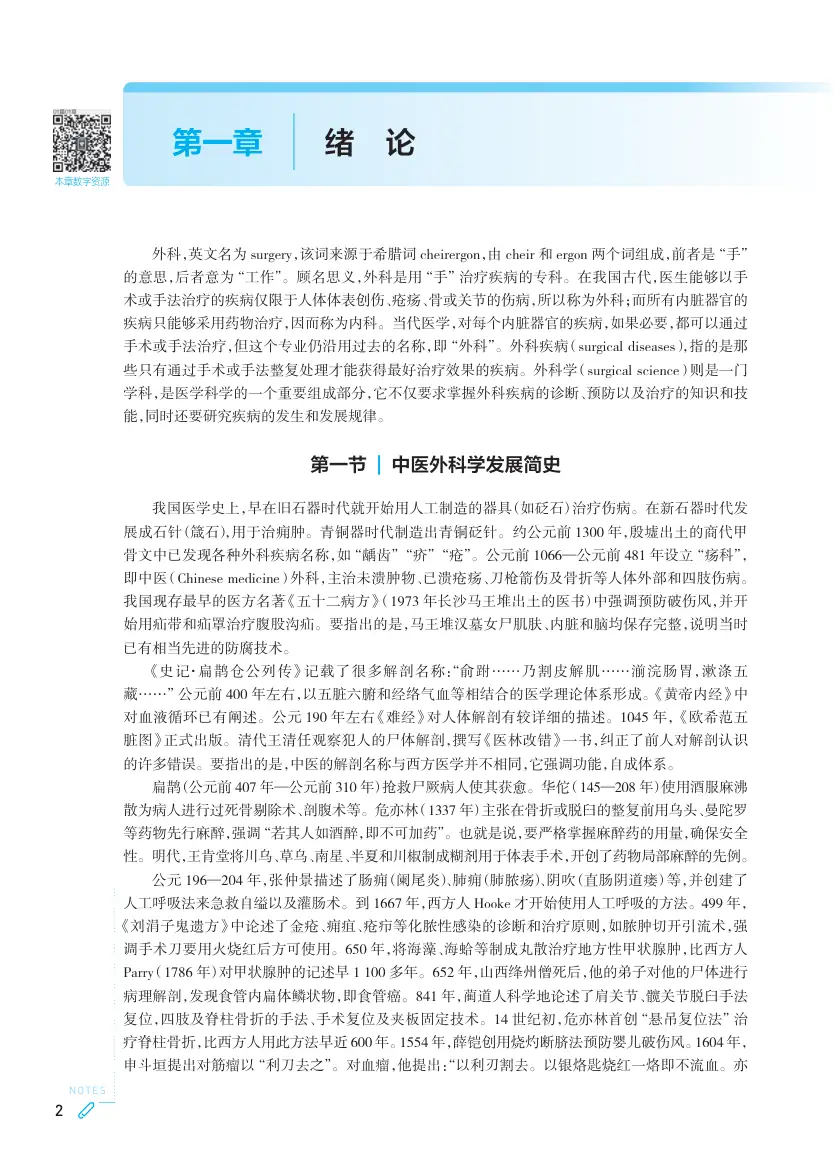 第一章
绪 论
本章数字资源
外科,英文名为 surgery,该词来源于希腊词 cheirergon,由 cheir 和 ergon 两个词组成,前者是“手”
的意思,后者意为“工作”。顾名思义,外科是用“手”治疗疾病的专科。在我国古代,医生能够以手
术或手法治疗的疾病仅限于人体体表创伤、疮疡、骨或关节的伤病,所以称为外科;而所有内脏器官的
疾病只能够采用药物治疗,因而称为内科。当代医学,对每个内脏器官的疾病,如果必要,都可以通过
手术或手法治疗,但这个专业仍沿用过去的名称,即“外科”。外科疾病(surgical diseases),指的是那
些只有通过手术或手法整复处理才能获得最好治疗效果的疾病。外科学(surgical science)则是一门
学科,是医学科学的一个重要组成部分,它不仅要求掌握外科疾病的诊断、预防以及治疗的知识和技
能,同时还要研究疾病的发生和发展规律。
第一节 | 中医外科学发展简史
我国医学史上,早在旧石器时代就开始用人工制造的器具(如砭石)治疗伤病。在新石器时代发
展成石针(箴石),用于治痈肿。青铜器时代制造出青铜砭针。约公元前 1300 年,殷墟出土的商代甲
骨文中已发现各种外科疾病名称,如“龋齿”“疥”“疮”。公元前 1066—公元前 481 年设立“疡科”,
即中医(Chinese medicine)外科,主治未溃肿物、已溃疮疡、刀枪箭伤及骨折等人体外部和四肢伤病。
我国现存最早的医方名著《五十二病方》(1973 年长沙马王堆出土的医书)中强调预防破伤风,并开
始用疝带和疝罩治疗腹股沟疝。要指出的是,马王堆汉墓女尸肌肤、内脏和脑均保存完整,说明当时
已有相当先进的防腐技术。
《史记·扁鹊仓公列传》记载了很多解剖名称:“俞跗……乃割皮解肌……湔浣肠胃,漱涤五
藏……”公元前 400 年左右,以五脏六腑和经络气血等相结合的医学理论体系形成。《黄帝内经》中
对血液循环已有阐述。公元 190 年左右《难经》对人体解剖有较详细的描述。1045 年,《欧希范五
脏图》正式出版。清代王清任观察犯人的尸体解剖,撰写《医林改错》一书,纠正了前人对解剖认识
的许多错误。要指出的是,中医的解剖名称与西方医学并不相同,它强调功能,自成体系。
扁鹊(公元前 407 年—公元前 310 年)抢救尸厥病人使其获愈。华佗(145—208 年)使用酒服麻沸
散为病人进行过死骨剔除术、剖腹术等。危亦林(1337 年)主张在骨折或脱臼的整复前用乌头、曼陀罗
等药物先行麻醉,强调“若其人如酒醉,即不可加药”。也就是说,要严格掌握麻醉药的用量,确保安全
性。明代,王肯堂将川乌、草乌、南星、半夏和川椒制成糊剂用于体表手术,开创了药物局部麻醉的先例。
公元 196—204 年,张仲景描述了肠痈(阑尾炎)、肺痈(肺脓疡)、阴吹(直肠阴道瘘)等,并创建了
人工呼吸法来急救自缢以及灌肠术。到 1667 年,西方人 Hooke 才开始使用人工呼吸的方法。499 年,
《刘涓子鬼遗方》中论述了金疮、痈疽、疮疖等化脓性感染的诊断和治疗原则,如脓肿切开引流术,强
调手术刀要用火烧红后方可使用。650 年,将海藻、海蛤等制成丸散治疗地方性甲状腺肿,比西方人
Parry(1786 年)对甲状腺肿的记述早 1 100 多年。652 年,山西绛州僧死后,他的弟子对他的尸体进行
病理解剖,发现食管内扁体鳞状物,即食管癌。841 年,蔺道人科学地论述了肩关节、髋关节脱臼手法
复位,四肢及脊柱骨折的手法、手术复位及夹板固定技术。14 世纪初,危亦林首创“悬吊复位法”治
疗脊柱骨折,比西方人用此方法早近 600 年。1554 年,薛铠创用烧灼断脐法预防婴儿破伤风。1604 年,
申斗垣提出对筋瘤以“利刀去之”。对血瘤,他提出:“以利刃割去。以银烙匙烧红一烙即不流血。亦
NOTES
2